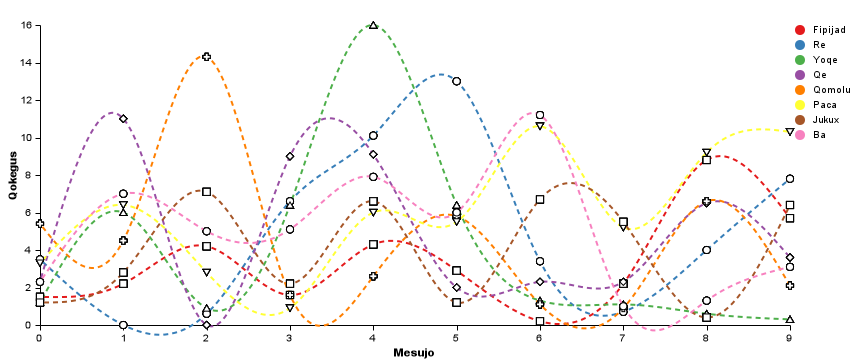 16
14
12
10
8
6
4
2
0
Qokegus
0 1 2 3 4 5 6 7 8 9
Mesujo
Fipijad
Re
Yoqe
Qe
Qomolu
Paca
Jukux
Ba